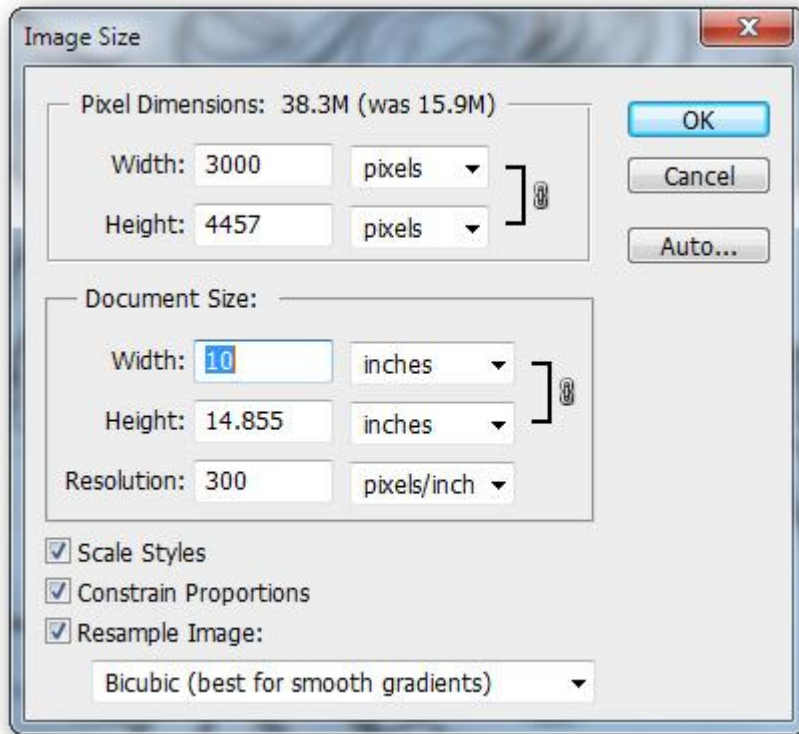 Image Size
Pixel Dimensions: 38.3M (was 15.9M)
Width: 3000 pixels
Height: 4457 pixels
OK
Cancel
Auto...
Document Size:
Width: 10 inches
Height: 14.855 inches
Resolution: 300 pixels/inch
Scale Styles
Constrain Proportions
Resample Image:
Bicubic (best for smooth gradients)